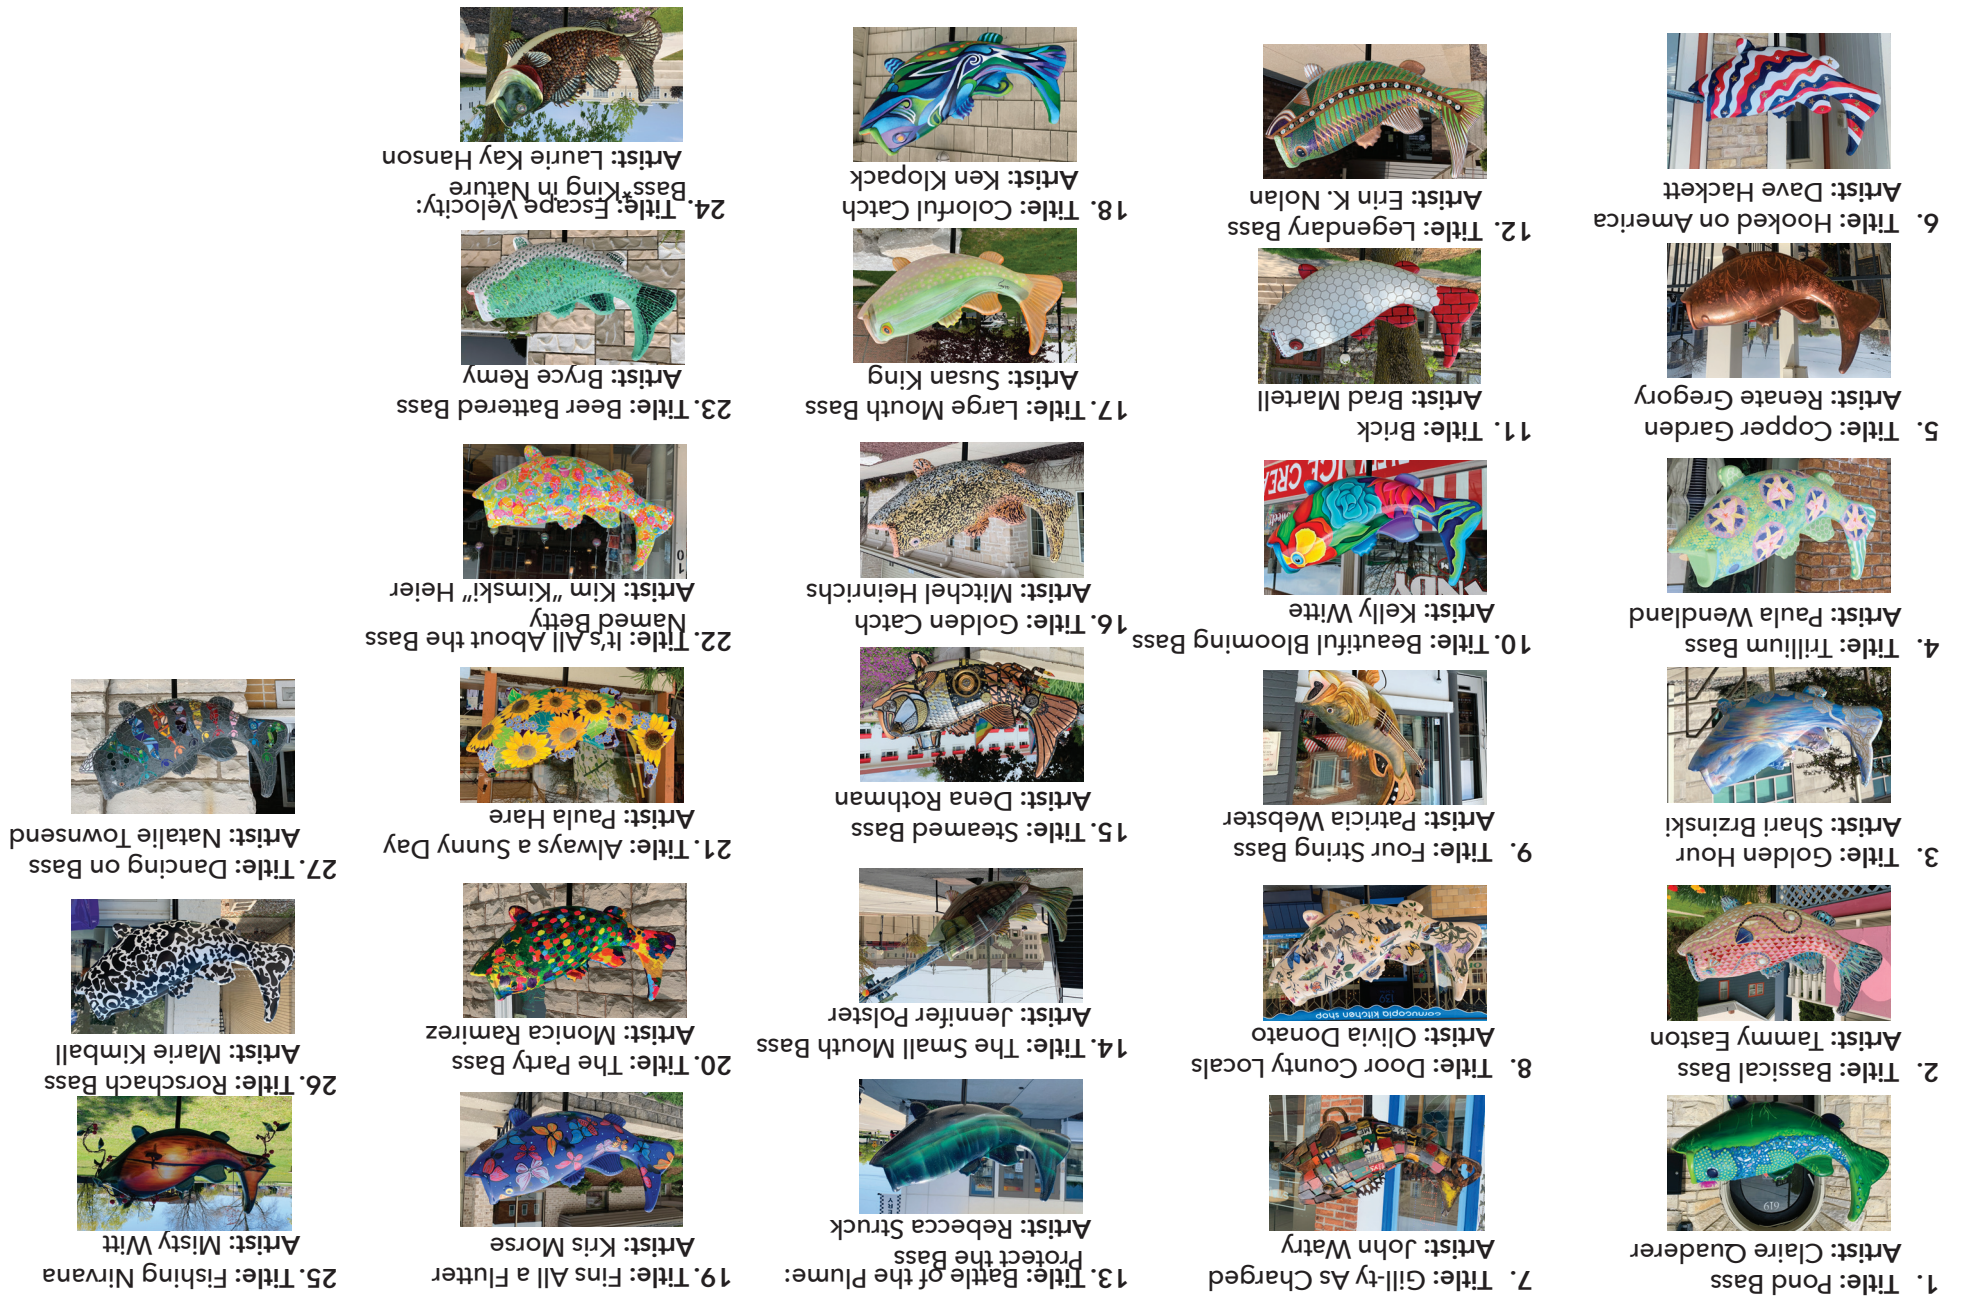 1. Title: Pond Bass
Artist: Claire Quaderer
619
2. Title: Bassical Bass
Artist: Tammy Easton
3. Title: Golden Hour
Artist: Shari Brzinski
4. Title: Trillium Bass
Artist: Paula Wendland
5. Title: Copper Garden
Artist: Renate Gregory
6. Title: Hooked on America
Artist: Dave Hackett
7. Title: Gill-ty As Charged
Artist: John Watry
8. Title: Door County Locals
Artist: Olivia Donato
cornucopia kitchen shop
9. Title: Four String Bass
Artist: Patricia Webster
10. Title: Beautiful Blooming Bass
Artist: Kelly Witte
ICE CREA
11. Title: Brick
Artist: Brad Martell
12. Title: Legendary Bass
Artist: Erin K. Nolan
13. Title: Battle of the Plume:
Protect the Bass
Artist: Rebecca Struck
14. Title: The Small Mouth Bass
Artist: Jennifer Polster
15. Title: Steamed Bass
Artist: Dena Rothman
16. Title: Golden Catch
Artist: Mitchel Heinrichs
17. Title: Large Mouth Bass
Artist: Susan King
18. Title: Colorful Catch
Artist: Ken Klopack
19. Title: Fins All a Flutter
Artist: Kris Morse
20. Title: The Party Bass
Artist: Monica Ramirez
21. Title: Always a Sunny Day
Artist: Paula Hare
22. Title: It's All About the Bass
Named Betty
Artist: Kim "Kimski" Heier
10
23. Title: Beer Battered Bass
Artist: Bryce Remy
24. Title: Escape Velocity:
Bass*King in Nature
Artist: Laurie Kay Hanson
25. Title: Fishing Nirvana
Artist: Misty Witt
26. Title: Rorschach Bass
Artist: Marie Kimball
27. Title: Dancing on Bass
Artist: Natalie Townsend